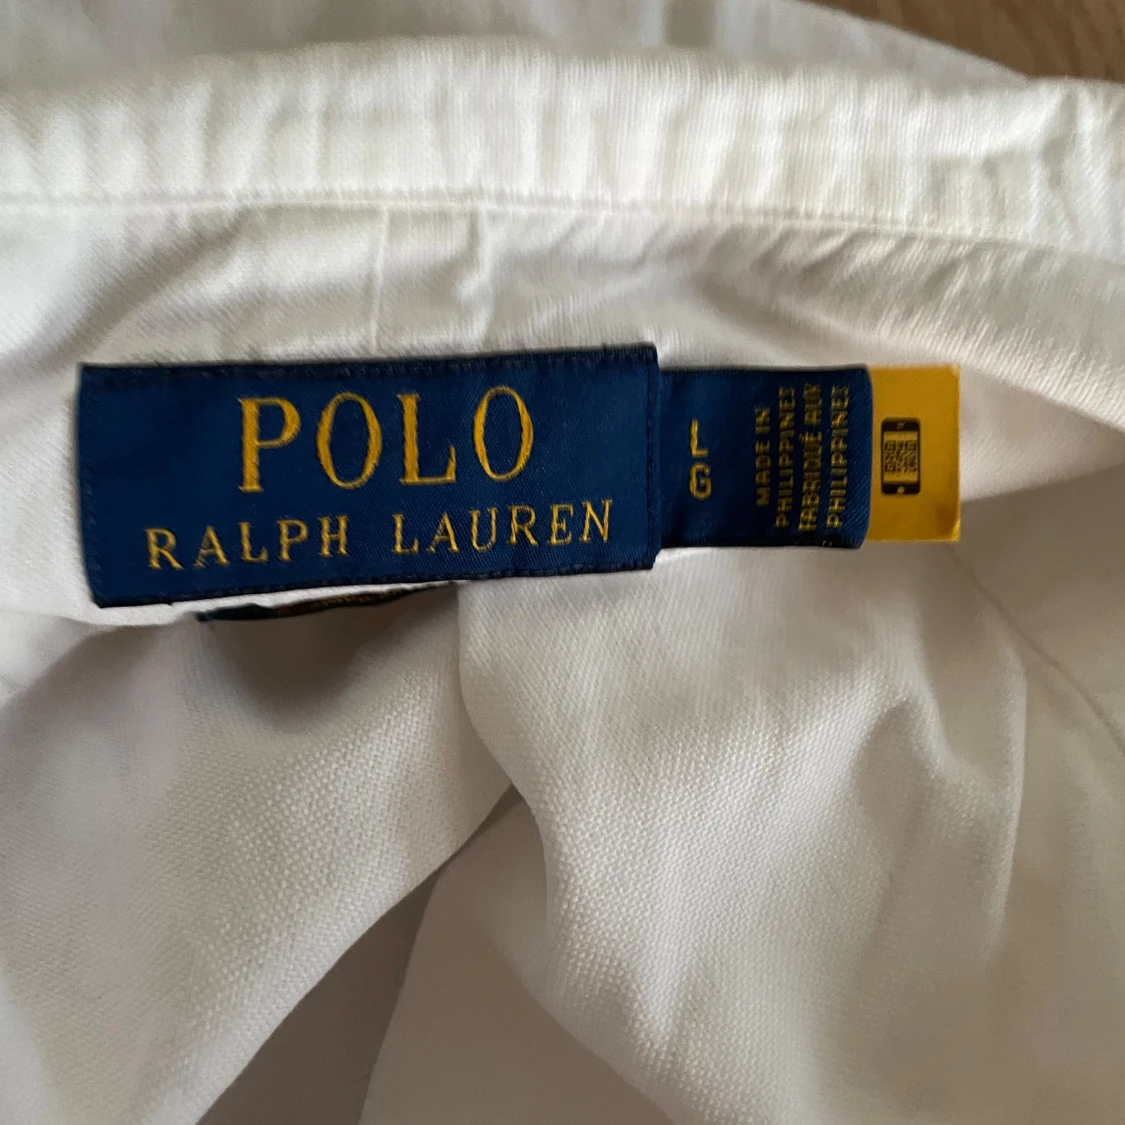 POLO
RALPH LAUREN
G L
MADE IN
PHILIPPINES
FABRIQUÉ AUX
PHILIPPINES